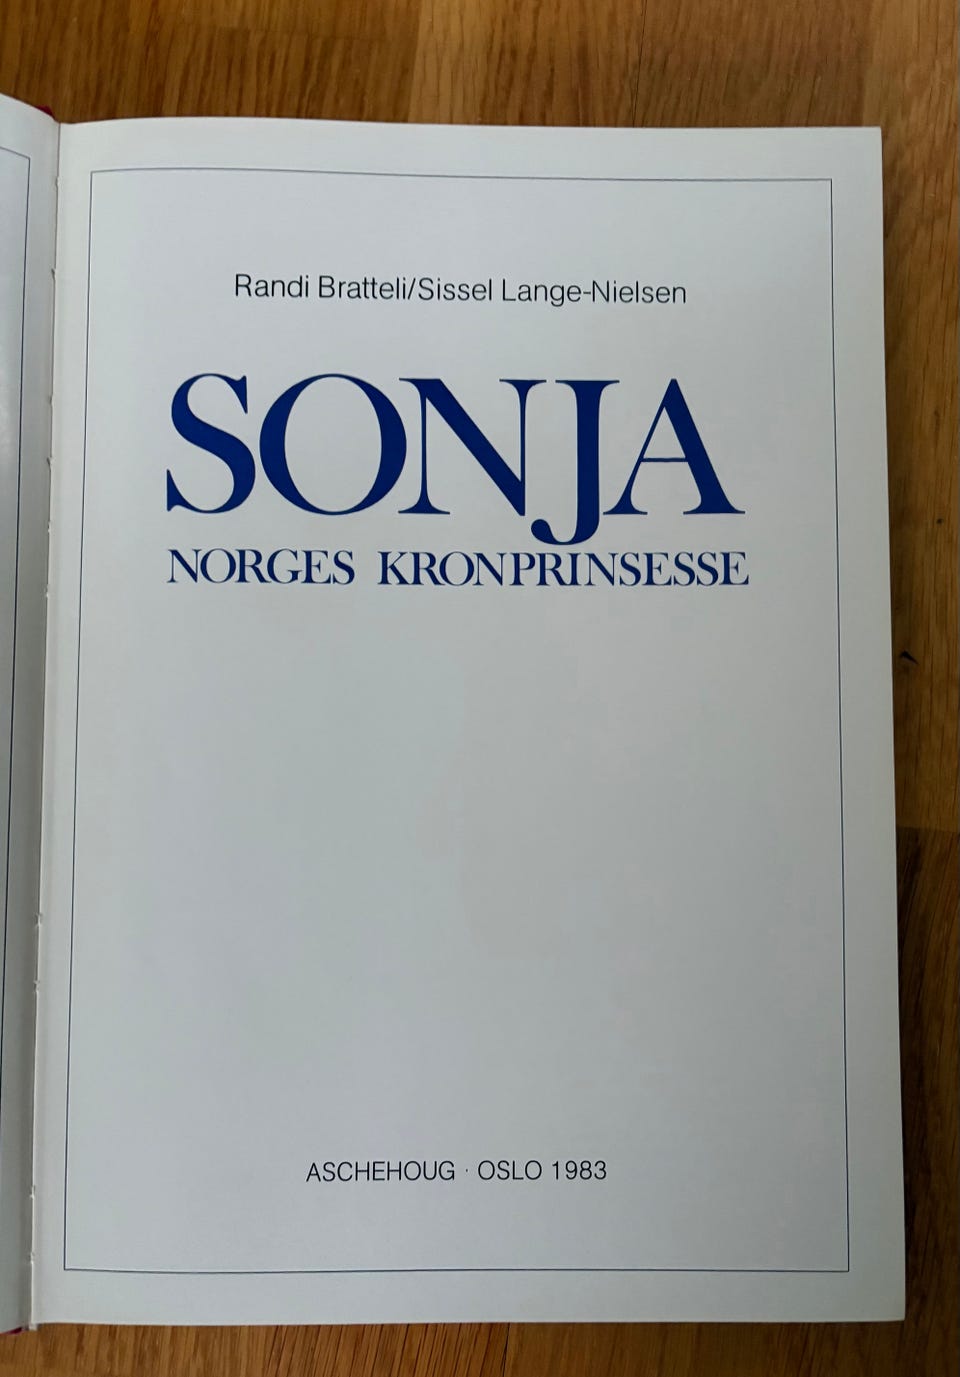 Randi Bratteli/Sissel Lange-Nielsen
SONJA
NORGES KRONPRINSESSE
ASCHEHOUG · OSLO 1983